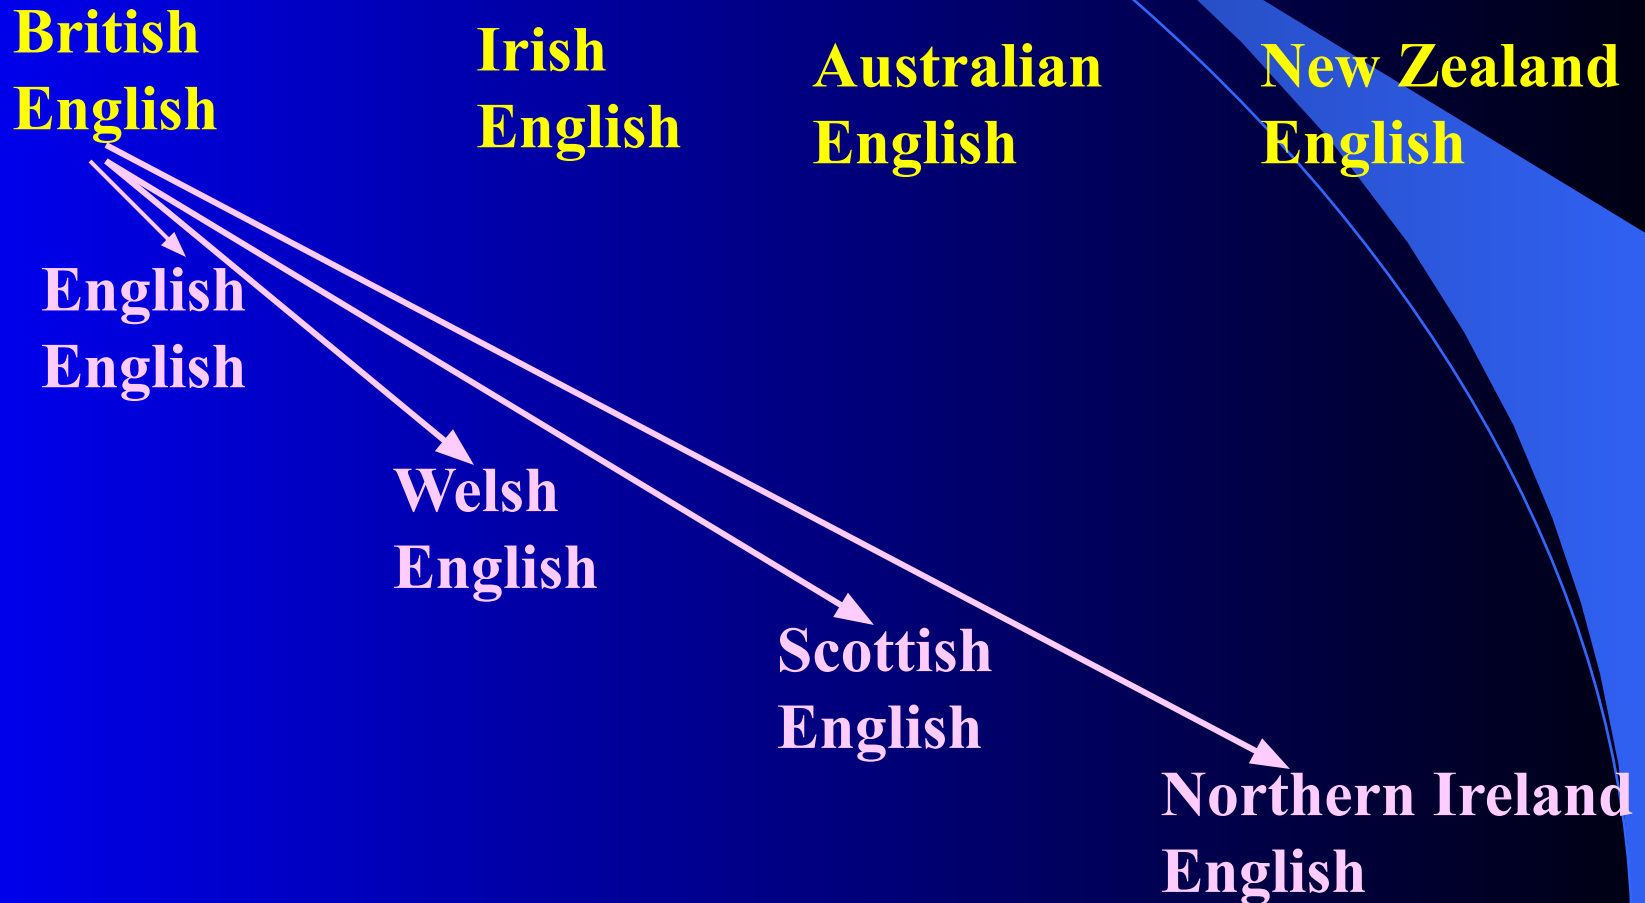 British
English
Irish
English
Australian
English
New Zealand
English
English
English
Welsh
English
Scottish
English
Northern Ireland
English